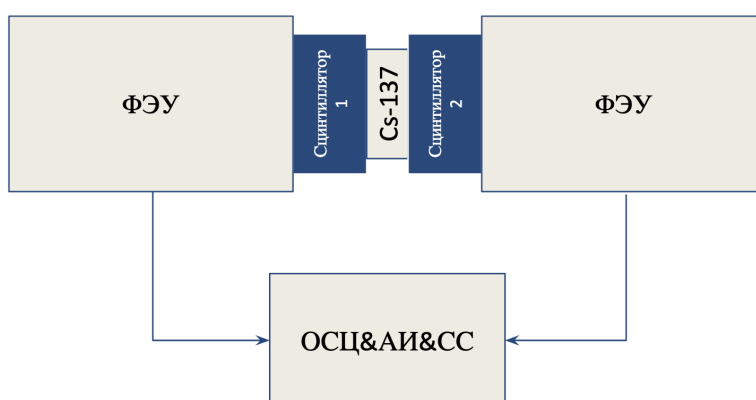 ФЭУ
Сцинтиллятор
1
Cs-137
Сцинтиллятор
2
ФЭУ
ОСЦ&АИ&СС